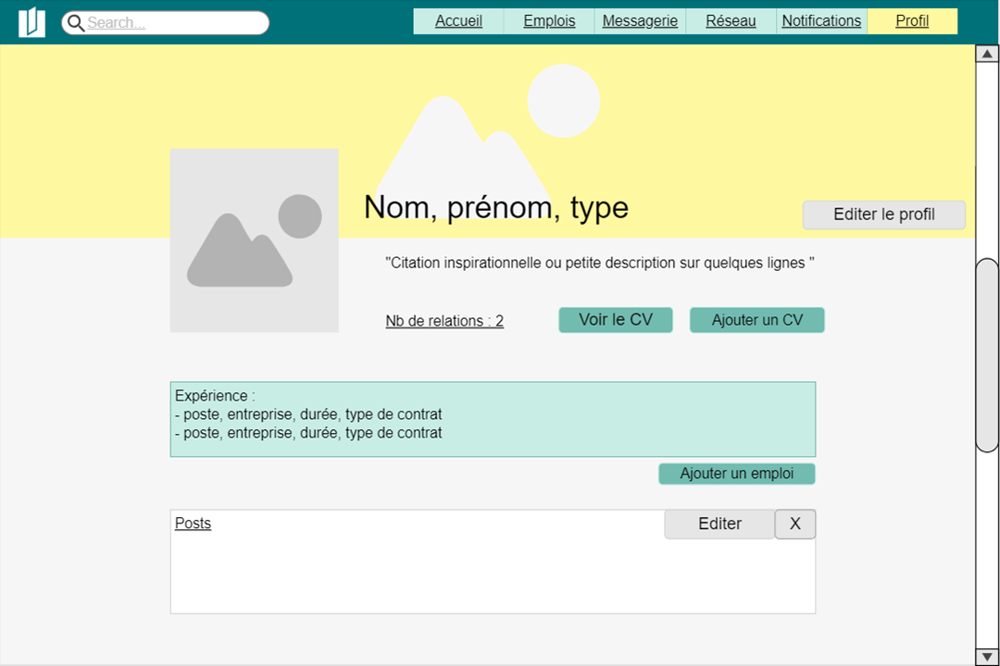 Search...
Accueil
Emplois
Messagerie
Réseau
Notifications
Profil
Nom, prénom, type
Editer le profil
"Citation inspirationnelle ou petite description sur quelques lignes "
Nb de relations : 2
Voir le CV
Ajouter un CV
Expérience :
- poste, entreprise, durée, type de contrat
- poste, entreprise, durée, type de contrat
Ajouter un emploi
Posts
Editer
X